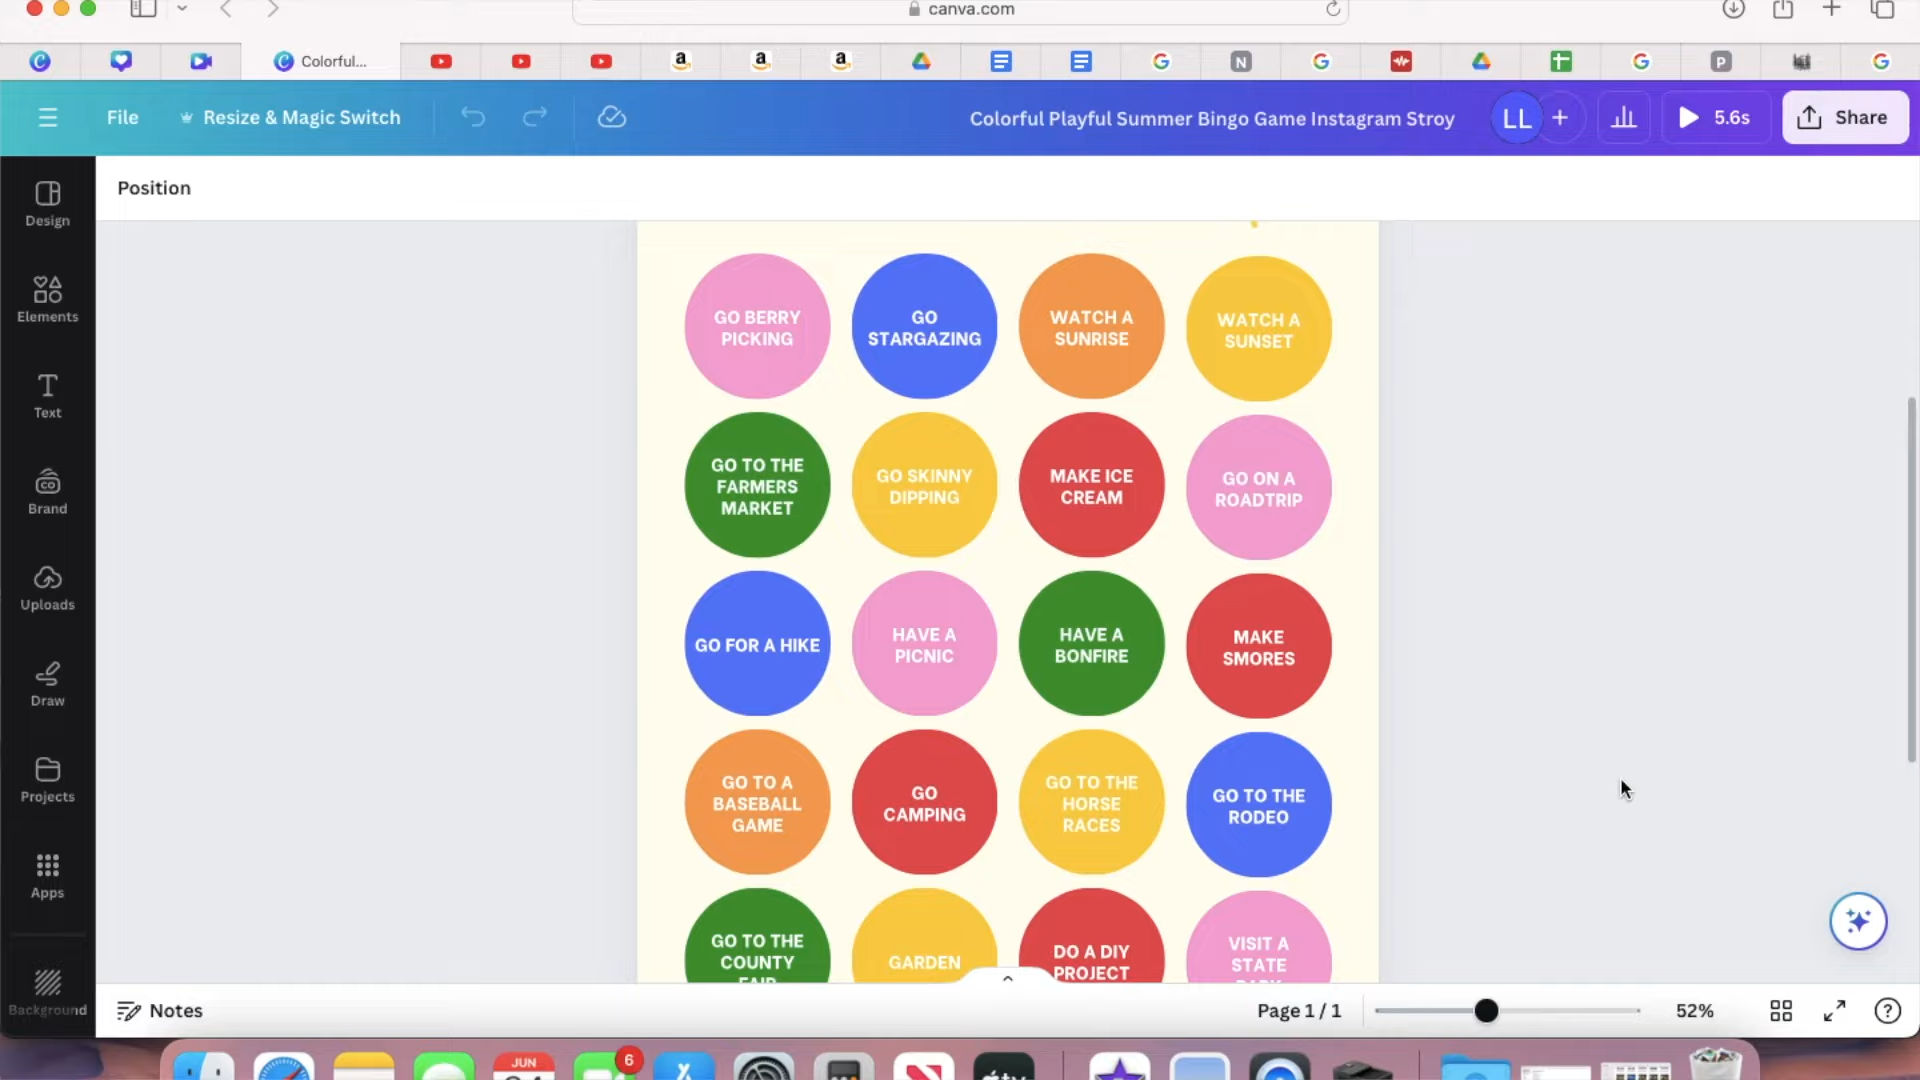 canva.com
Colorful...
File
Resize & Magic Switch
Colorful Playful Summer Bingo Game Instagram Stroy
LL
5.6s
Share
Position
Design
Elements
Text
Brand
Uploads
Draw
Projects
Apps
Background
GO BERRY
PICKING
GO
STARGAZING
WATCH A
SUNRISE
WATCH A
SUNSET
GO TO THE
FARMERS
MARKET
GO SKINNY
DIPPING
MAKE ICE
CREAM
GO ON A
ROADTRIP
GO FOR A HIKE
HAVE A
PICNIC
HAVE A
BONFIRE
MAKE
SMORES
GO TO A
BASEBALL
GAME
GO
CAMPING
GO TO THE
HORSE
RACES
GO TO THE
RODEO
GO TO THE
COUNTY
FAIR
GARDEN
DO A DIY
PROJECT
VISIT A
STATE
PARK
Notes
Page 1 / 1
52%
JUN
6